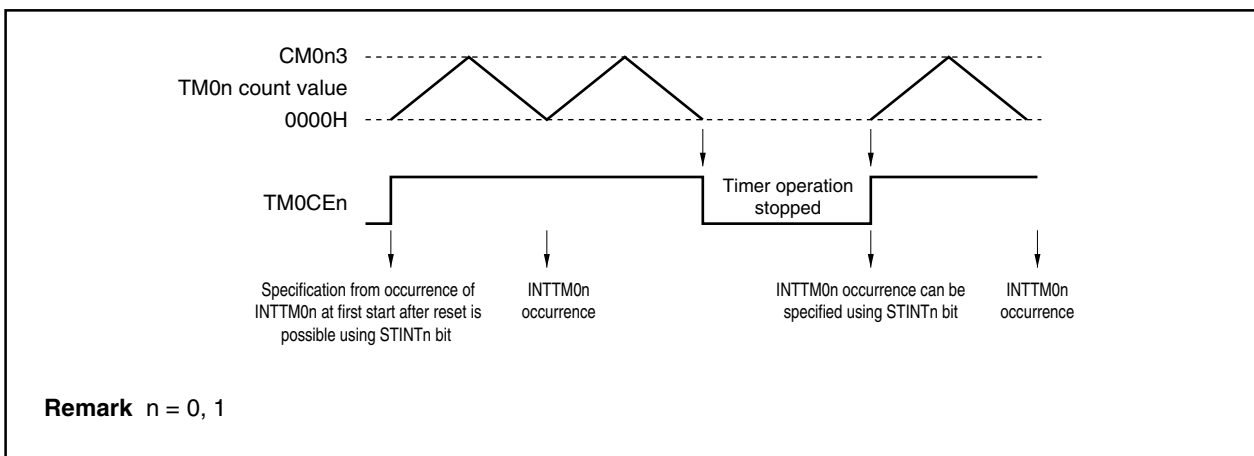 CM0n3
TM0n count value
0000H
TM0CEn
Timer operation
stopped
Specification from occurrence of
INTTM0n at first start after reset is
possible using STINTn bit
INTTM0n
occurrence
INTTM0n occurrence can be
specified using STINTn bit
INTTM0n
occurrence
Remark n = 0, 1